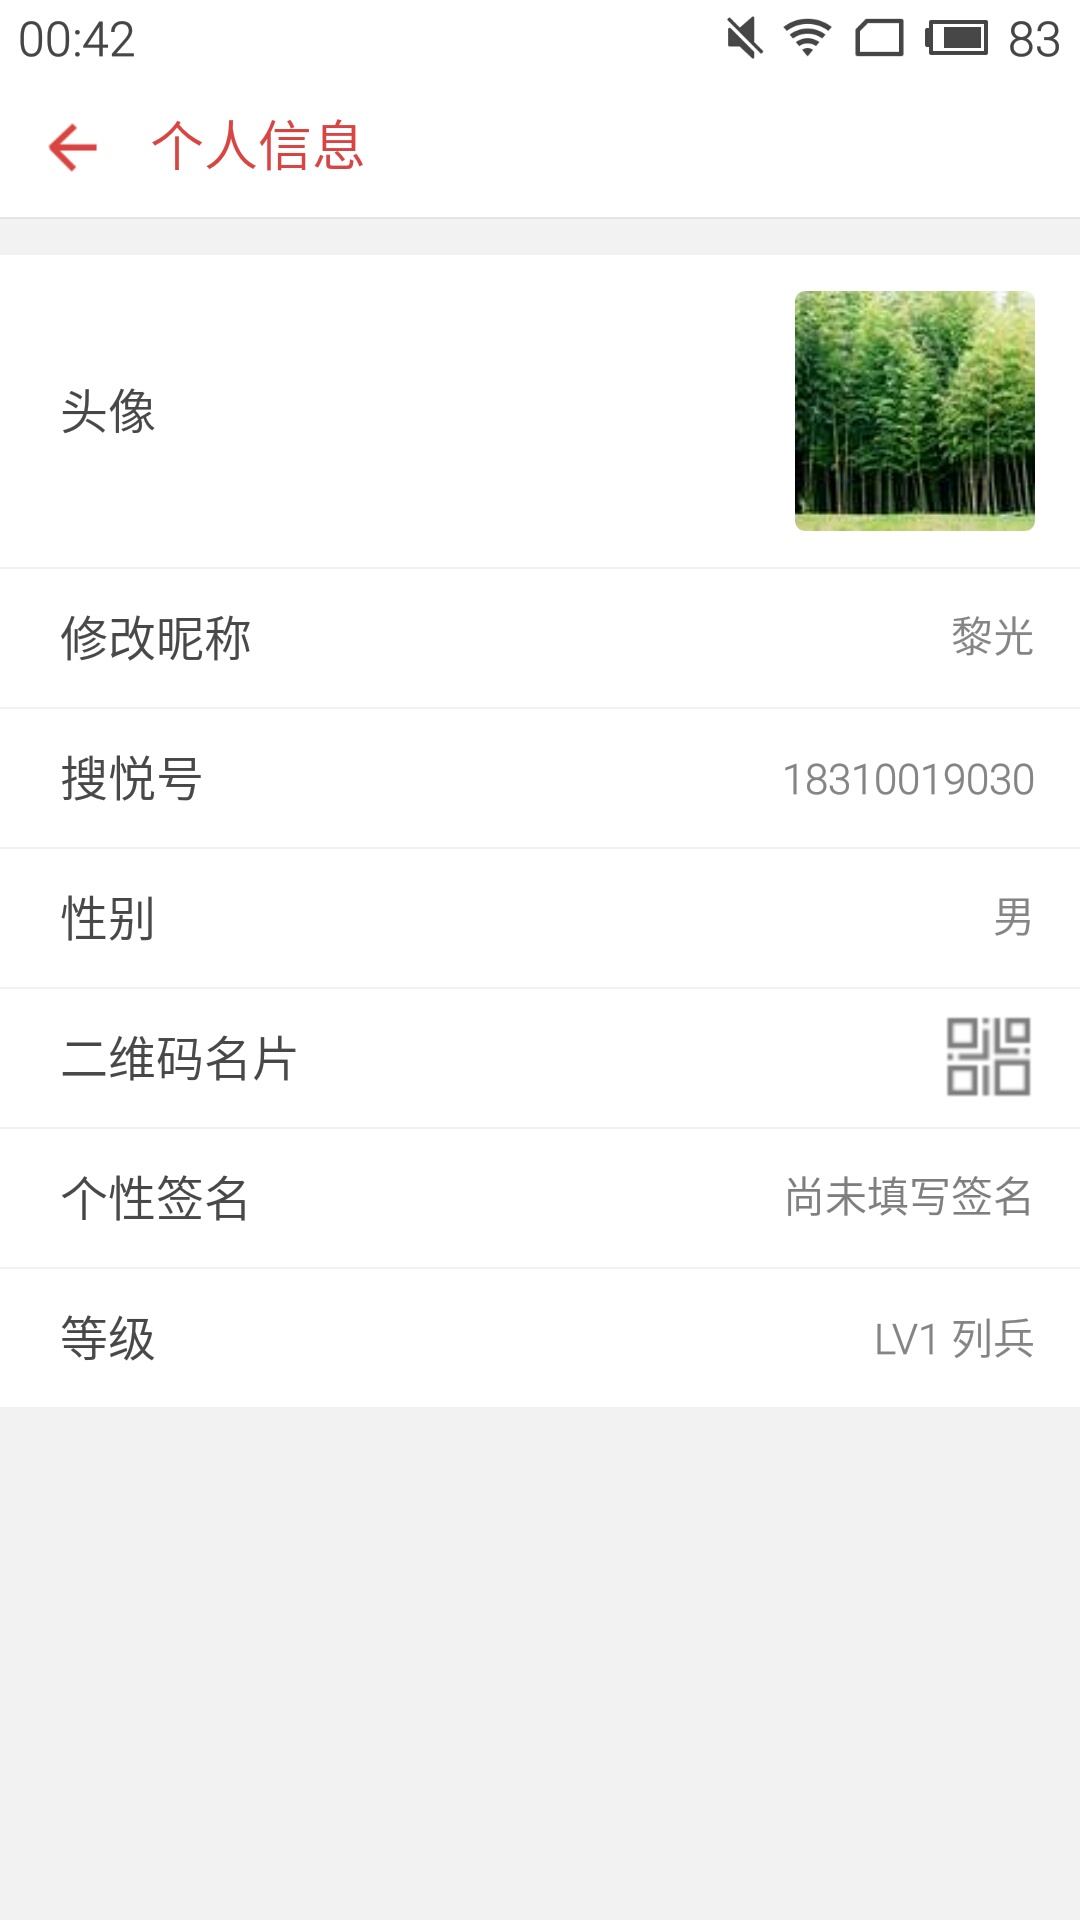 00:42 83
个人信息
头像
修改昵称 黎光
搜悦号 18310019030
性别 男
二维码名片
个性签名 尚未填写签名
等级 LV1 列兵